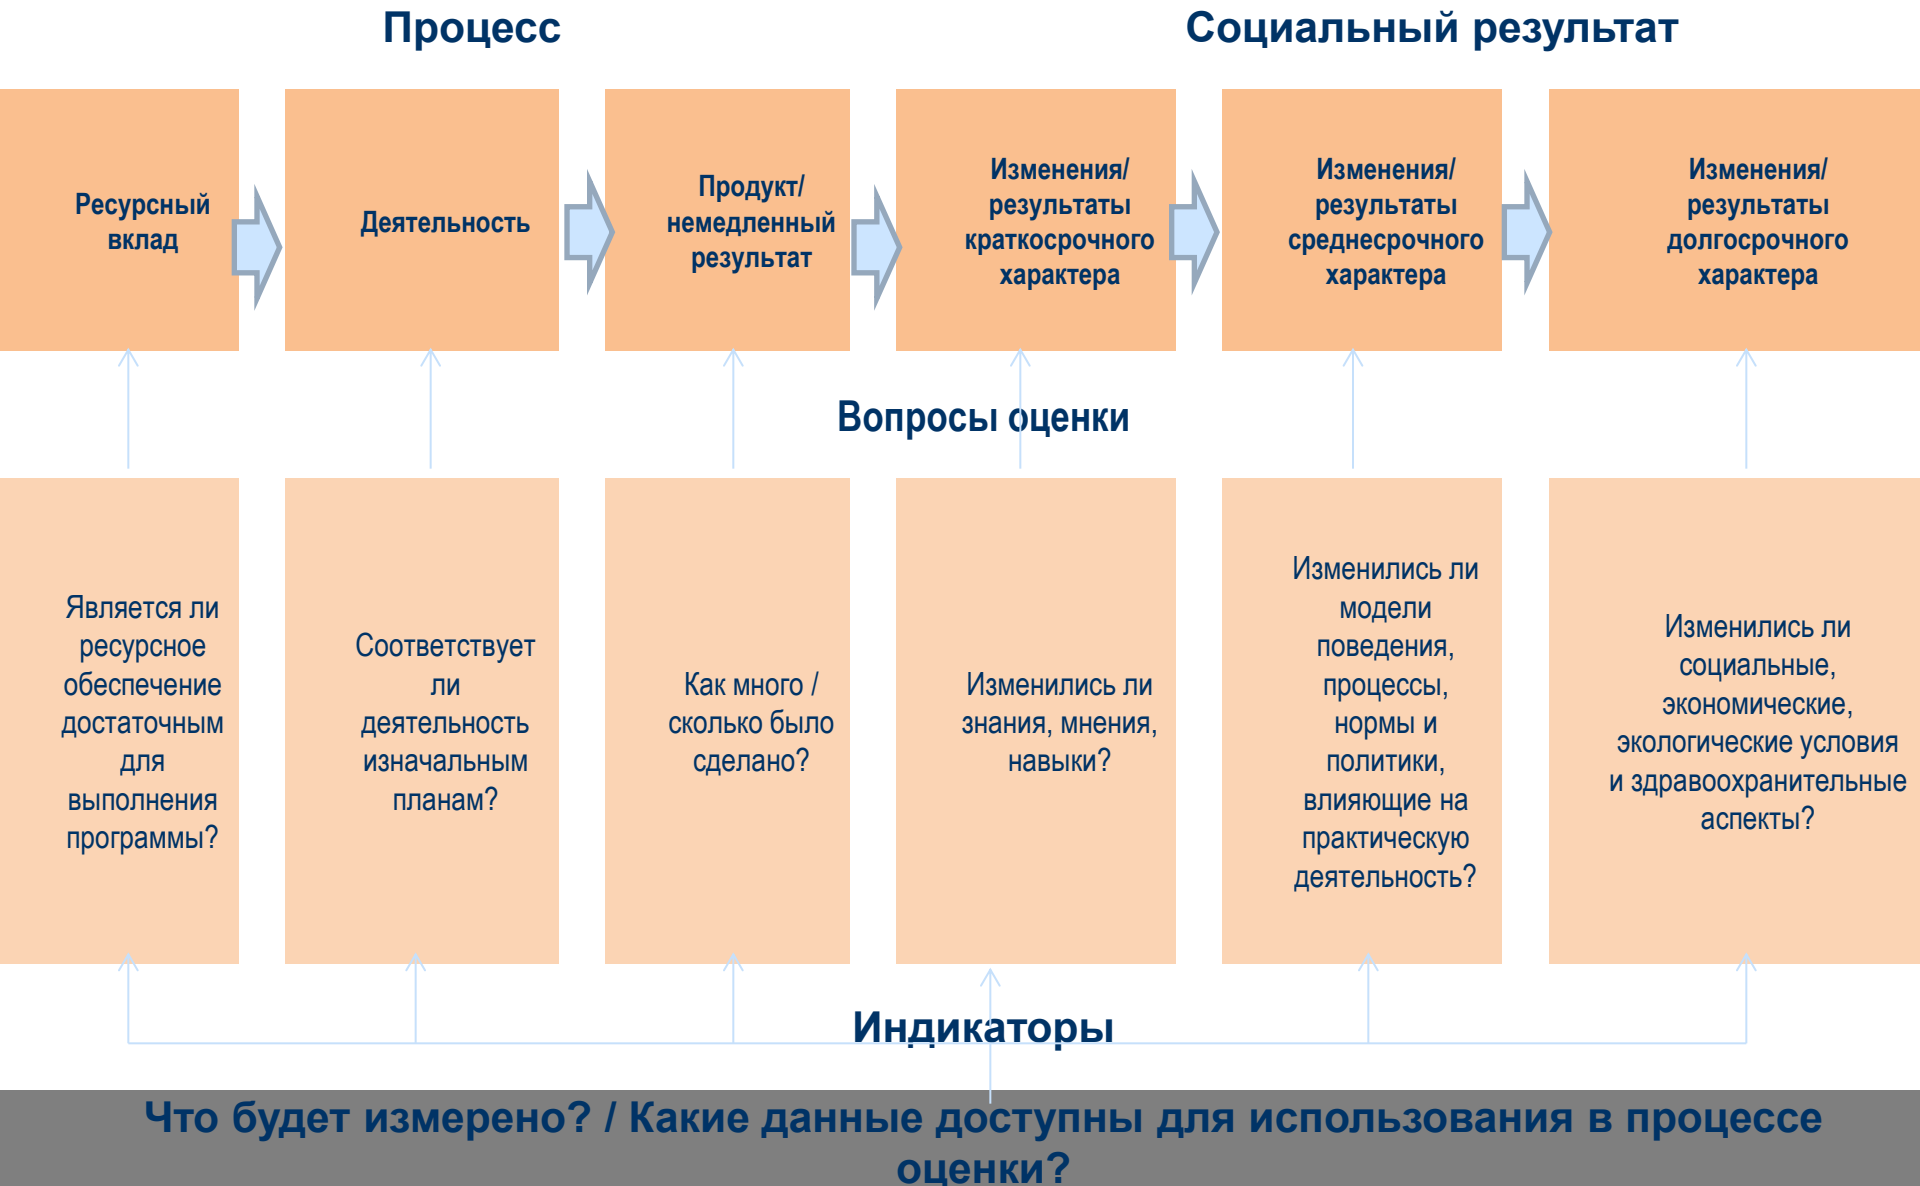 Процесс
Социальный результат
Ресурсный
вклад
Деятельность
Продукт/
немедленный
результат
Изменения/
результаты
краткосрочного
характера
Изменения/
результаты
среднесрочного
характера
Изменения/
результаты
долгосрочного
характера
Вопросы оценки
Является ли
ресурсное
обеспечение
достаточным
для
выполнения
программы?
Соответствует
ли
деятельность
изначальным
планам?
Как много /
сколько было
сделано?
Изменились ли
знания, мнения,
навыки?
Изменились ли
модели
поведения,
процессы,
нормы и
политики,
влияющие на
практическую
деятельность?
Изменились ли
социальные,
экономические,
экологические условия
и здравоохранительные
аспекты?
Индикаторы
Что будет измерено? / Какие данные доступны для использования в процессе
оценки?